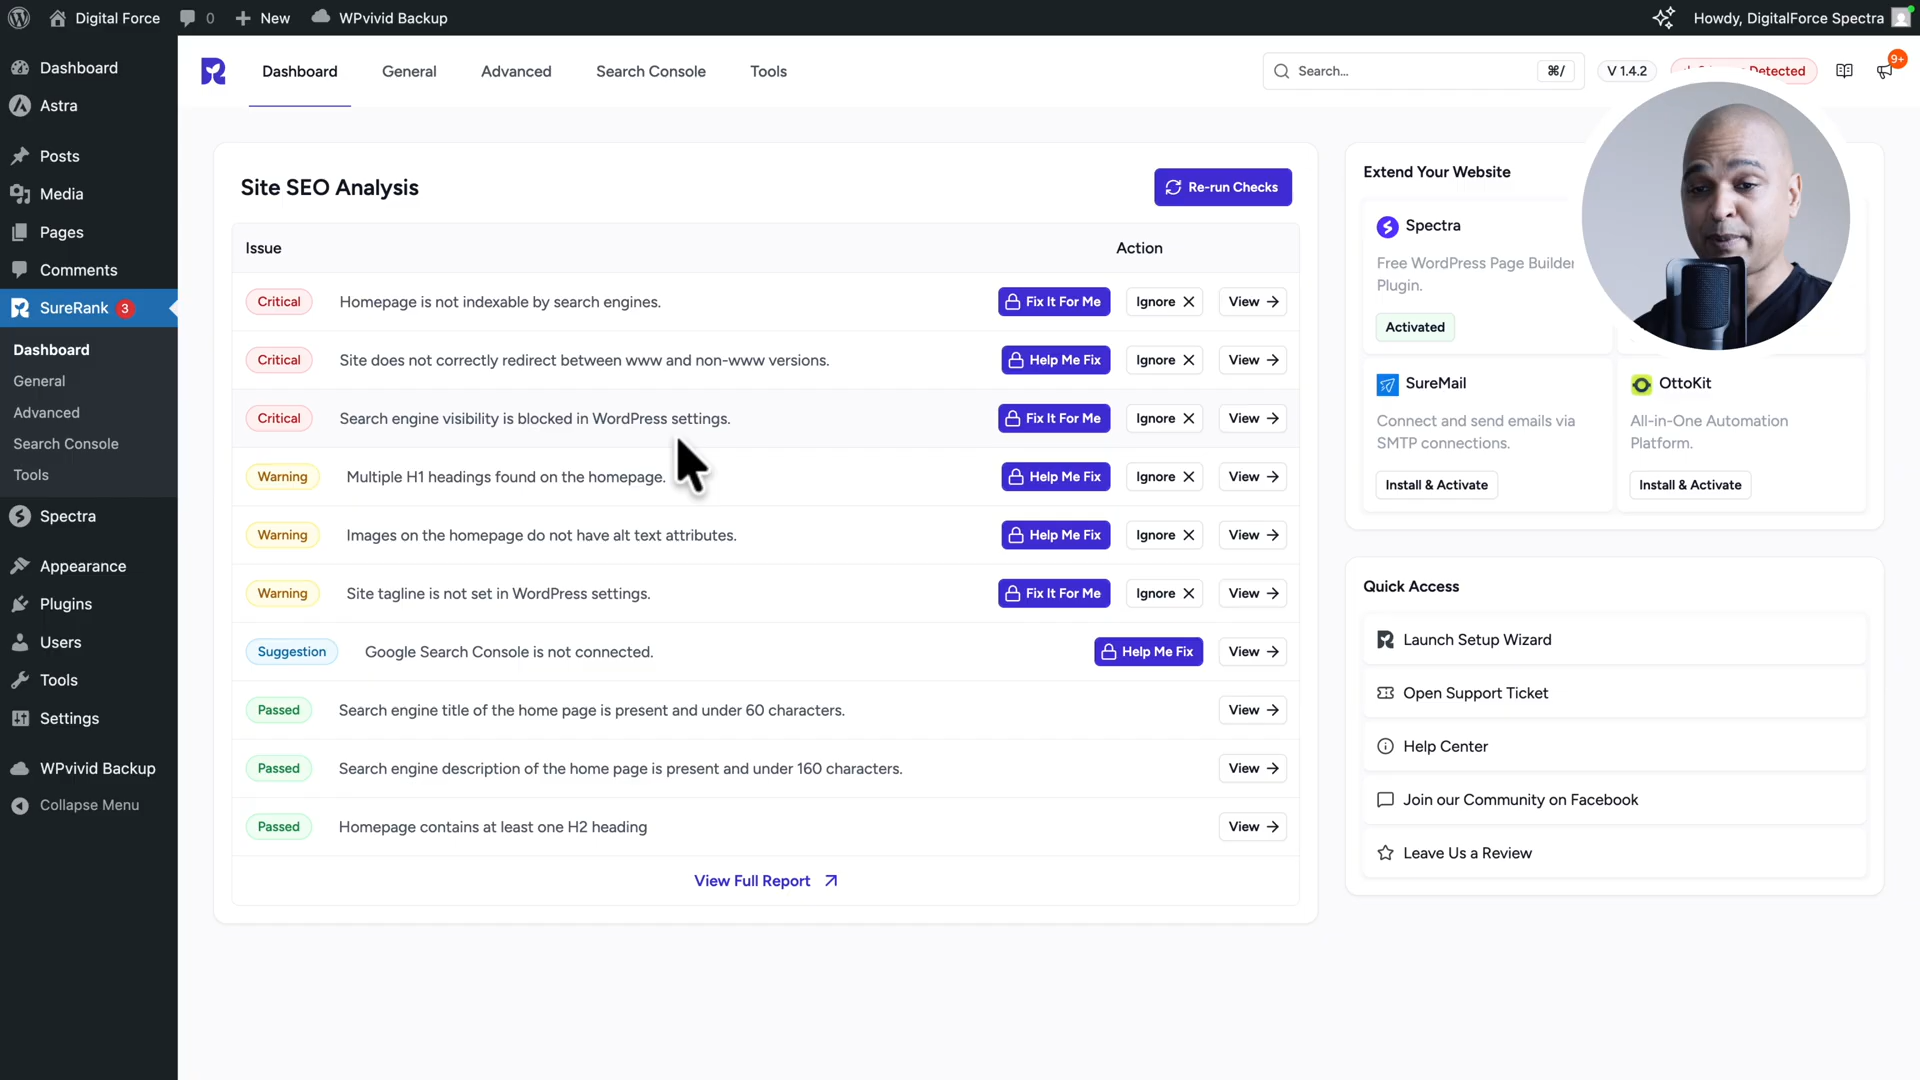 Digital Force
0
New
WPvivid Backup
Howdy, DigitalForce Spectra
Dashboard
Astra
Posts
Media
Pages
Comments
SureRank 3
Dashboard
General
Advanced
Search Console
Tools
Spectra
Appearance
Plugins
Users
Tools
Settings
WPvivid Backup
Collapse Menu
Dashboard
General
Advanced
Search Console
Tools
Search...
⌘/
V 1.4.2
Detected
9+
Site SEO Analysis
Re-run Checks
Issue
Action
Critical Homepage is not indexable by search engines. Fix It For Me Ignore View
Critical Site does not correctly redirect between www and non-www versions. Help Me Fix Ignore View
Critical Search engine visibility is blocked in WordPress settings. Fix It For Me Ignore View
Warning Multiple H1 headings found on the homepage. Help Me Fix Ignore View
Warning Images on the homepage do not have alt text attributes. Help Me Fix Ignore View
Warning Site tagline is not set in WordPress settings. Fix It For Me Ignore View
Suggestion Google Search Console is not connected. Help Me Fix View
Passed Search engine title of the home page is present and under 60 characters. View
Passed Search engine description of the home page is present and under 160 characters. View
Passed Homepage contains at least one H2 heading View
View Full Report
Extend Your Website
Spectra
Free WordPress Page Builder
Plugin.
Activated
SureMail
Connect and send emails via
SMTP connections.
Install & Activate
OttoKit
All-in-One Automation
Platform.
Install & Activate
Quick Access
Launch Setup Wizard
Open Support Ticket
Help Center
Join our Community on Facebook
Leave Us a Review